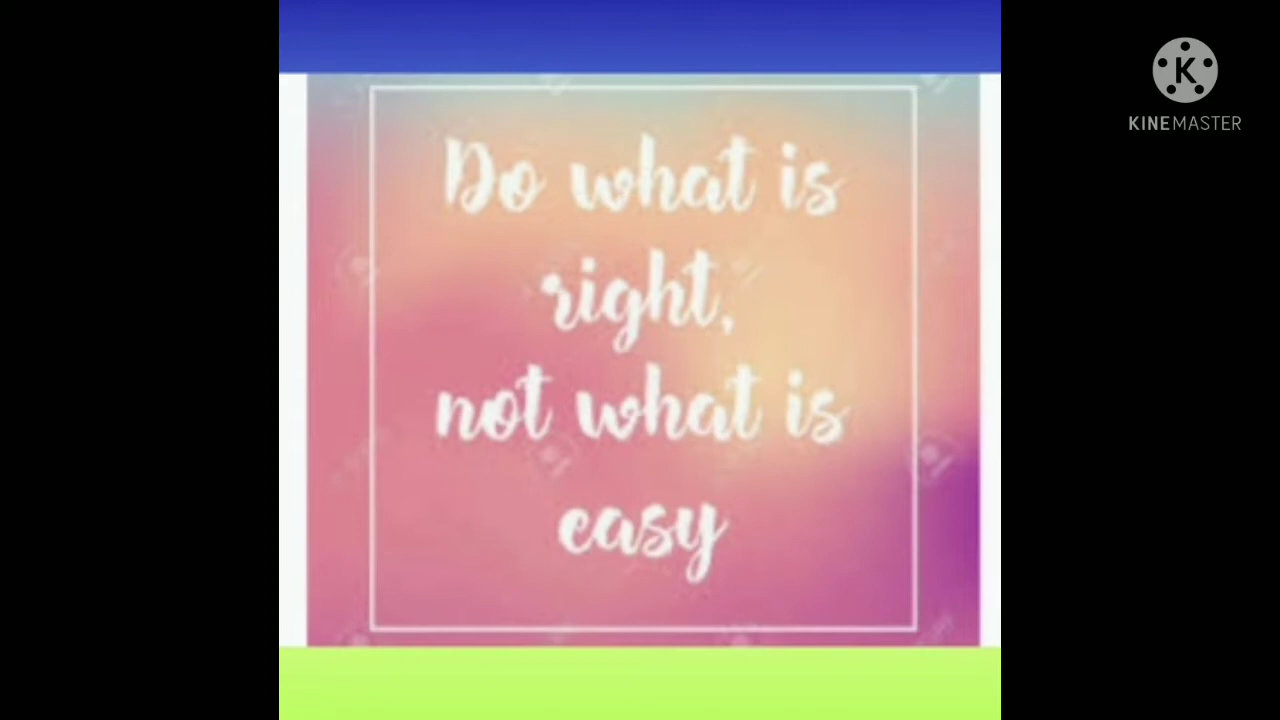 Do what is
right,
not what is
easy
K
KINEMASTER